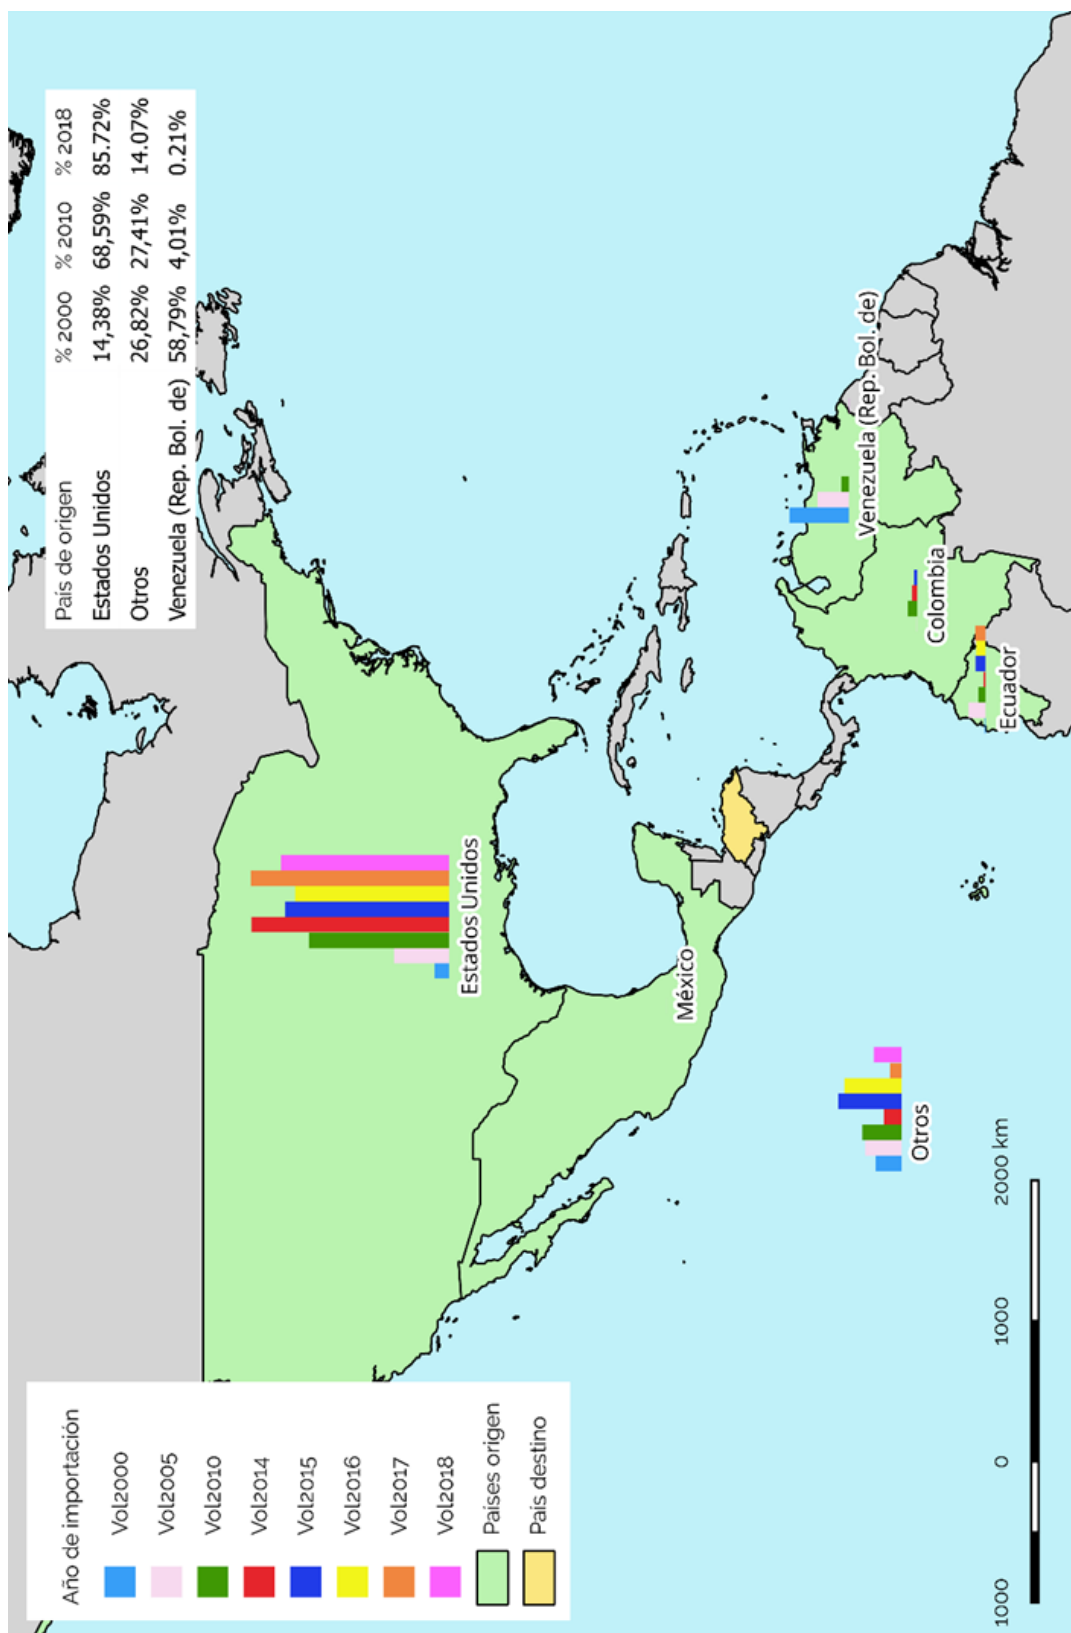 País de origen % 2000 % 2010 % 2018
Estados Unidos 14,38% 68,59% 85.72%
Otros 26,82% 27,41% 14.07%
Venezuela (Rep. Bol. de) 58,79% 4,01% 0.21%
Estados Unidos
México
Otros
Venezuela (Rep. Bol. de)
Colombia
Ecuador
Año de importación
Vol2000
Vol2005
Vol2010
Vol2014
Vol2015
Vol2016
Vol2017
Vol2018
Países origen
País destino
1000 0 1000 2000 km